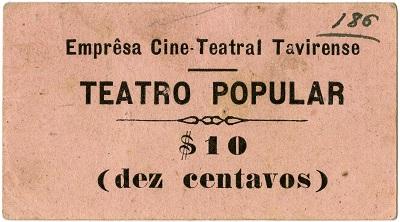 186
Emprêsa Cine-Teatral Tavirense
TEATRO POPULAR
$10
(dez centavos)